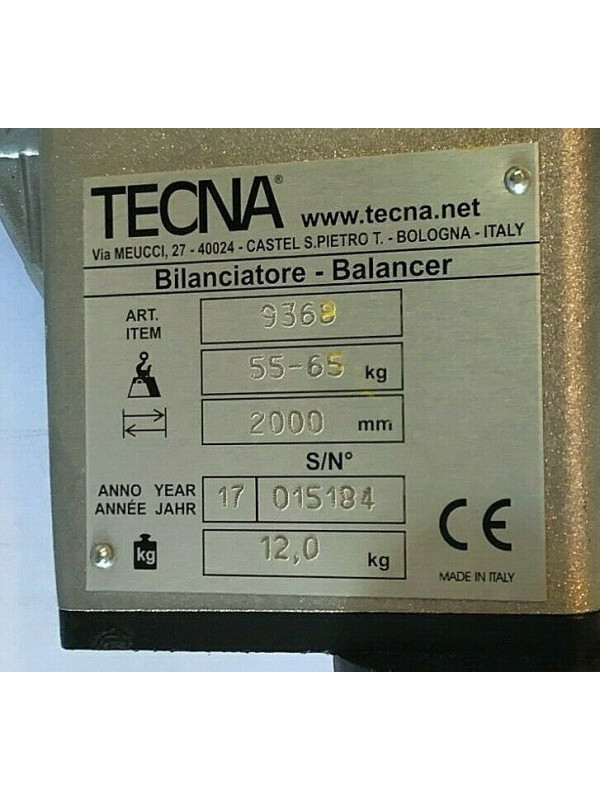 TECNA® www.tecna.net
Via MEUCCI, 27 - 40024 - CASTEL S.PIETRO T. - BOLOGNA - ITALY
Bilanciatore - Balancer
ART.
ITEM
9368
55-65 kg
2000 mm
S/N°
ANNO YEAR
ANNÉE JAHR
17 015184
kg 12,0 kg
CE
MADE IN ITALY